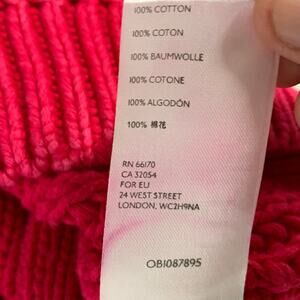 100% COTTON
100% COTON
100% BAUMWOLLE
100% COTONE
100% ALGODÓN
100% 棉花
RN 66170
CA 32054
FOR EU
24 WEST STREET
LONDON, WC2H9NA
OB1087895